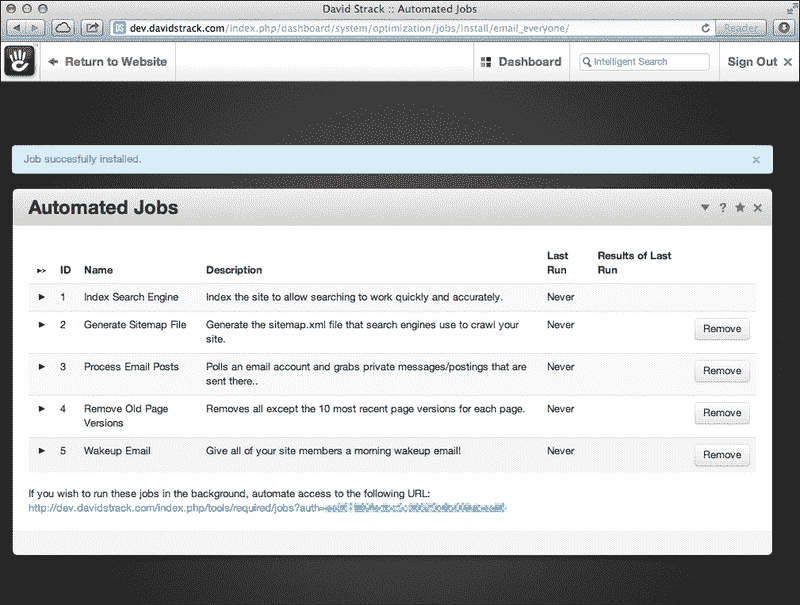 David Strack :: Automated Jobs
dev.davidstrack.com/index.php/dashboard/system/optimization/jobs/install/email_everyone/
Reader
Return to Website
Dashboard
Intelligent Search
Sign Out ×
Job succesfully installed.
×
Automated Jobs
? ×
ID Name Description Last Run Results of Last Run
1 Index Search Engine Index the site to allow searching to work quickly and accurately. Never
2 Generate Sitemap File Generate the sitemap.xml file that search engines use to crawl your Never Remove
site.
3 Process Email Posts Polls an email account and grabs private messages/postings that are Never Remove
sent there..
4 Remove Old Page Removes all except the 10 most recent page versions for each page. Never Remove
Versions
5 Wakeup Email Give all of your site members a morning wakeup email! Never Remove
If you wish to run these jobs in the background, automate access to the following URL:
http://dev.davidstrack.com/index.php/tools/required/jobs?auth=